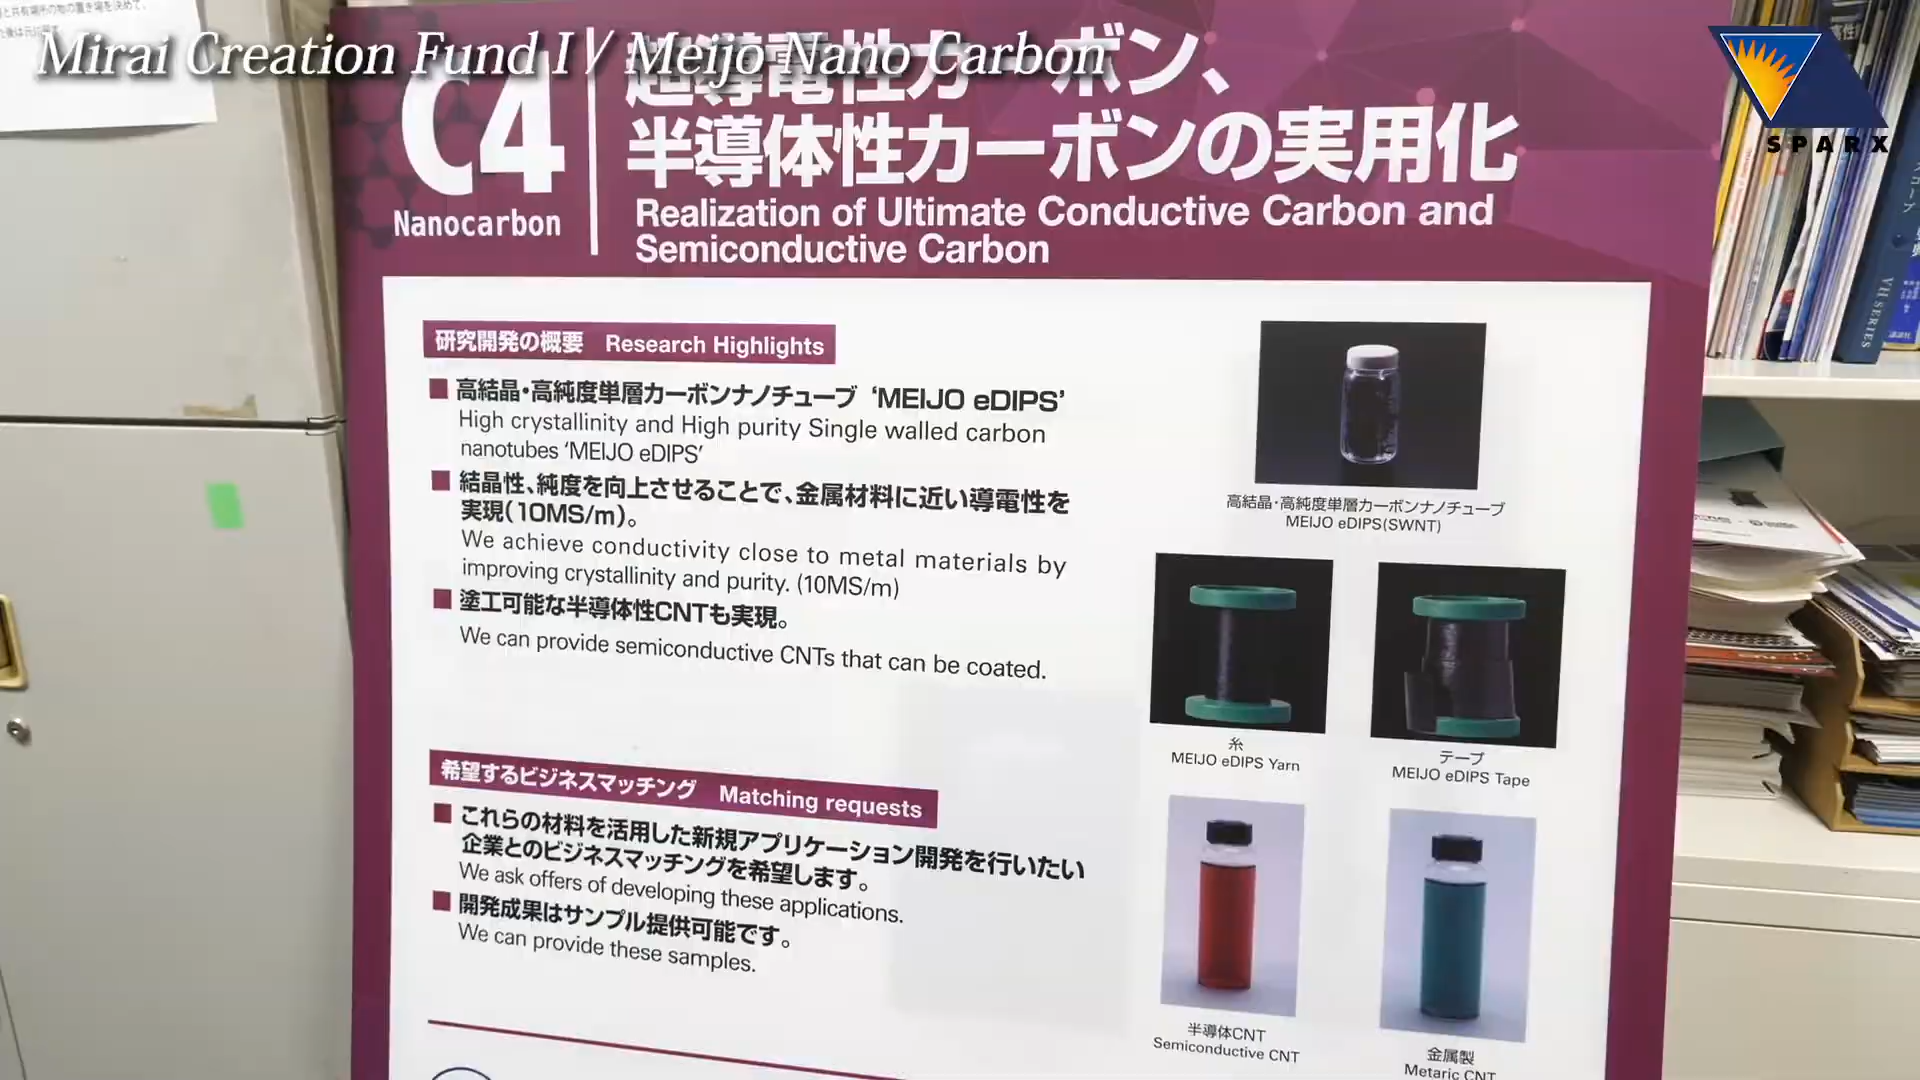 Mirai Creation Fund I / Meijo Nano Carbon
SPARX
C4
Nanocarbon
超導電性カーボン、
半導体性カーボンの実用化
Realization of Ultimate Conductive Carbon and
Semiconductive Carbon
研究開発の概要 Research Highlights
■ 高結晶・高純度単層カーボンナノチューブ ‘MEIJO eDIPS’
High crystallinity and High purity Single walled carbon
nanotubes ‘MEIJO eDIPS’
■ 結晶性、純度を向上させることで、金属材料に近い導電性を
実現(10MS/m)。
We achieve conductivity close to metal materials by
improving crystallinity and purity. (10MS/m)
■ 塗工可能な半導体性CNTも実現。
We can provide semiconductive CNTs that can be coated.
希望するビジネスマッチング Matching requests
■ これらの材料を活用した新規アプリケーション開発を行いたい
企業とのビジネスマッチングを希望します。
We ask offers of developing these applications.
■ 開発成果はサンプル提供可能です。
We can provide these samples.
高結晶・高純度単層カーボンナノチューブ
MEIJO eDIPS(SWNT)
糸
MEIJO eDIPS Yarn
テープ
MEIJO eDIPS Tape
半導体CNT
Semiconductive CNT
金属製
Metaric CNT
VII SERIES